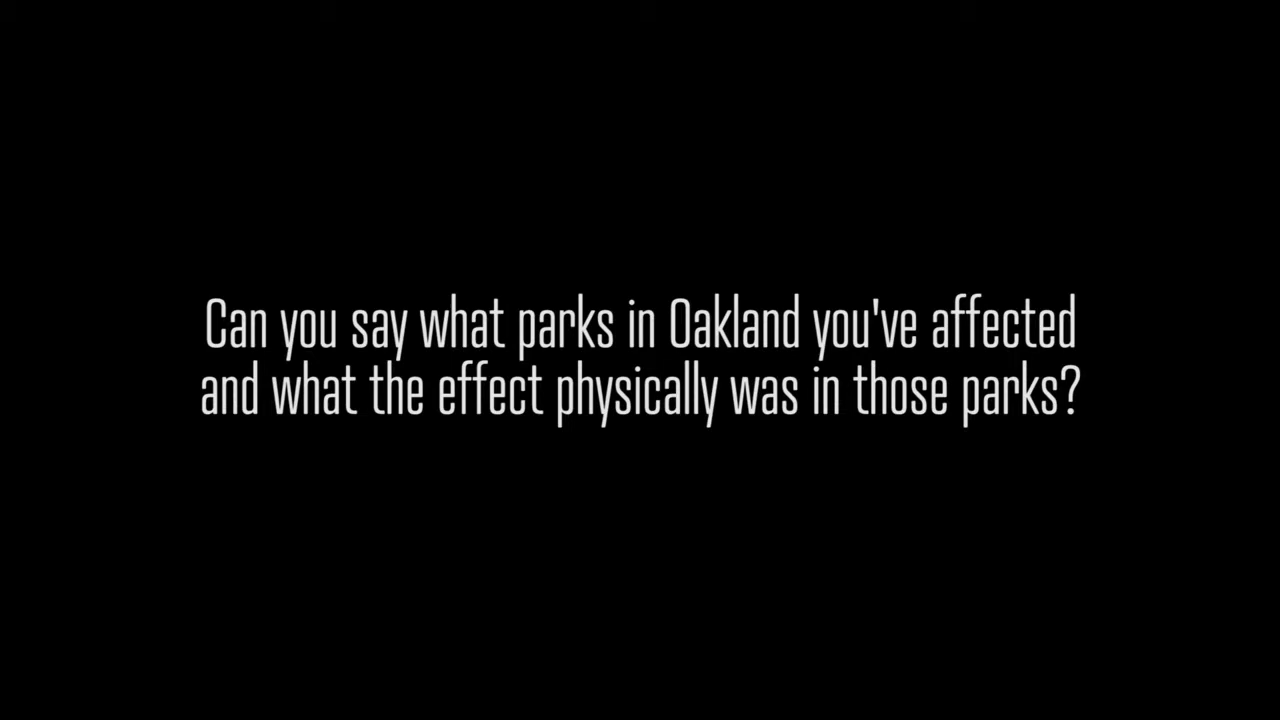 Can you say what parks in Oakland you've affected
and what the effect physically was in those parks?